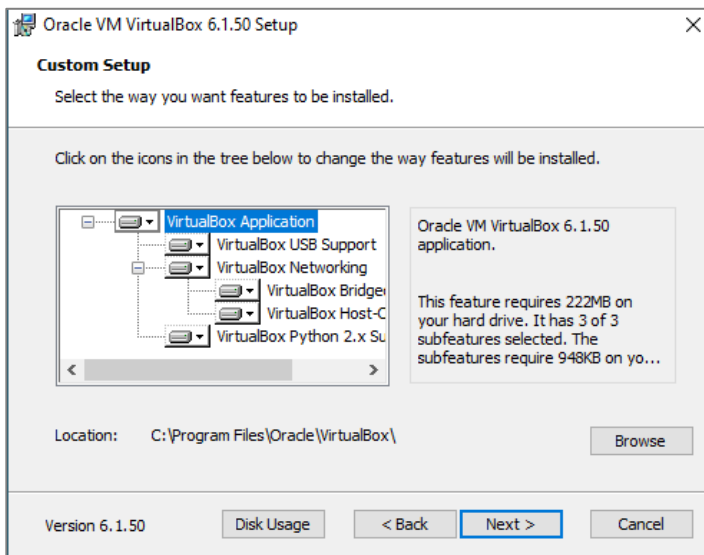 Oracle VM VirtualBox 6.1.50 Setup
Custom Setup
Select the way you want features to be installed.
Click on the icons in the tree below to change the way features will be installed.
VirtualBox Application
VirtualBox USB Support
VirtualBox Networking
VirtualBox Bridge
VirtualBox Host-C
VirtualBox Python 2.x Su
Oracle VM VirtualBox 6.1.50
application.
This feature requires 222MB on
your hard drive. It has 3 of 3
subfeatures selected. The
subfeatures require 948KB on yo...
Location: C:\Program Files\Oracle\VirtualBox\
Browse
Version 6.1.50
Disk Usage
< Back
Next >
Cancel